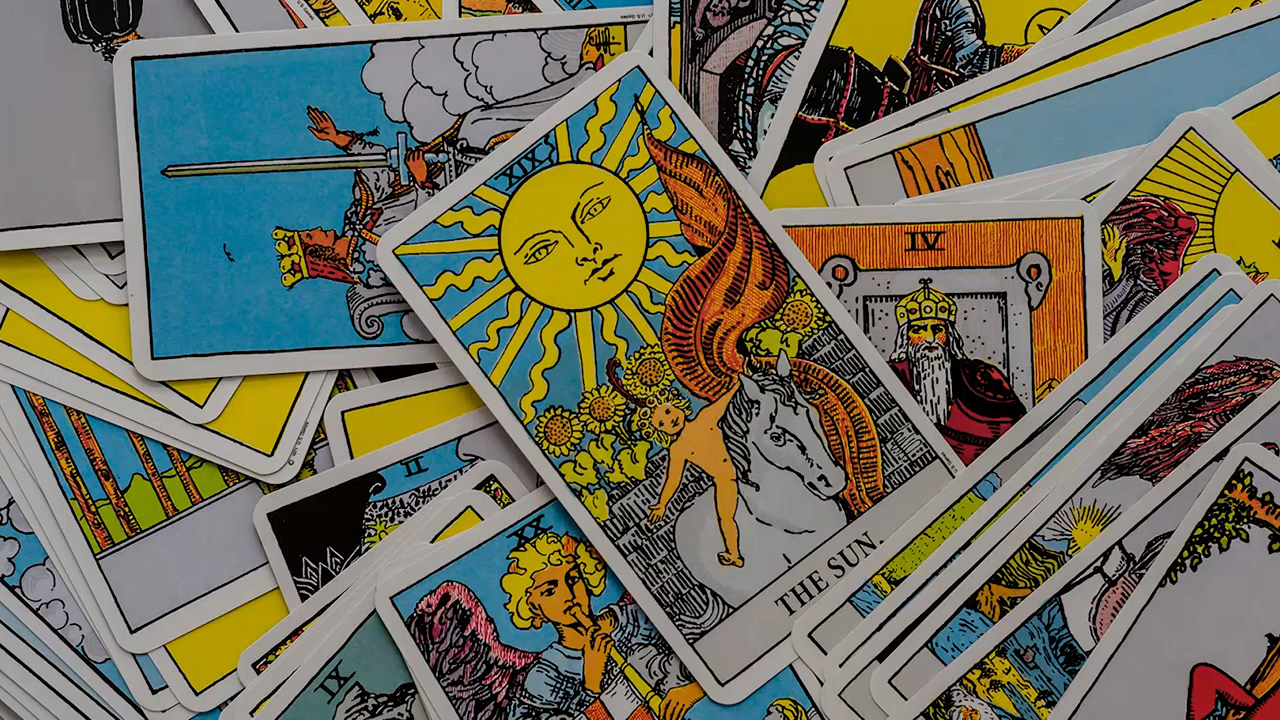 XIX
IV
II
THE SUN.
XX
IX